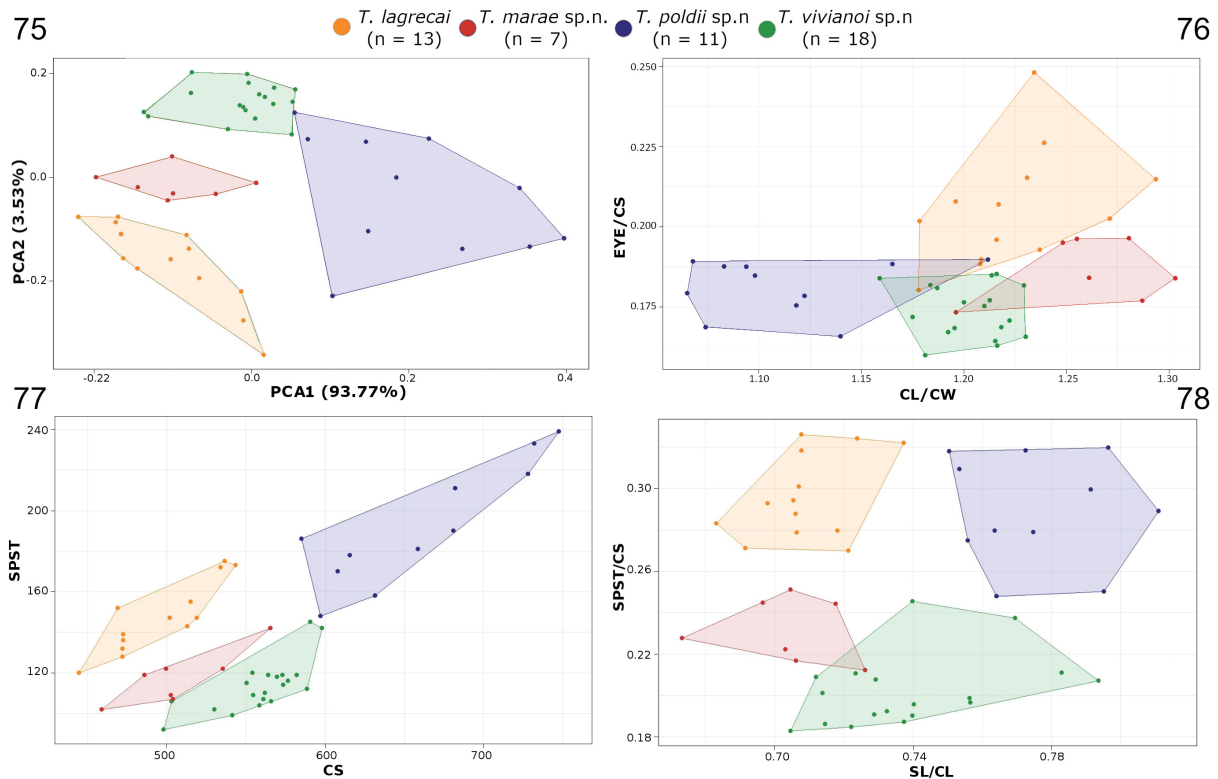 75
T. lagrecai T. marae sp.n. T. poldii sp.n T. vivianoi sp.n
(n = 13) (n = 7) (n = 11) (n = 18)
76
PCA2 (3.53%)
0.2
0.0
-0.2
-0.22 0.0 0.2 0.4
PCA1 (93.77%)
EYE/CS
0.250
0.225
0.200
0.175
1.10 1.15 1.20 1.25 1.30
CL/CW
77
SPST
240
200
160
120
500 600 700
CS
78
SPST/CS
0.30
0.26
0.22
0.18
0.70 0.74 0.78
SL/CL